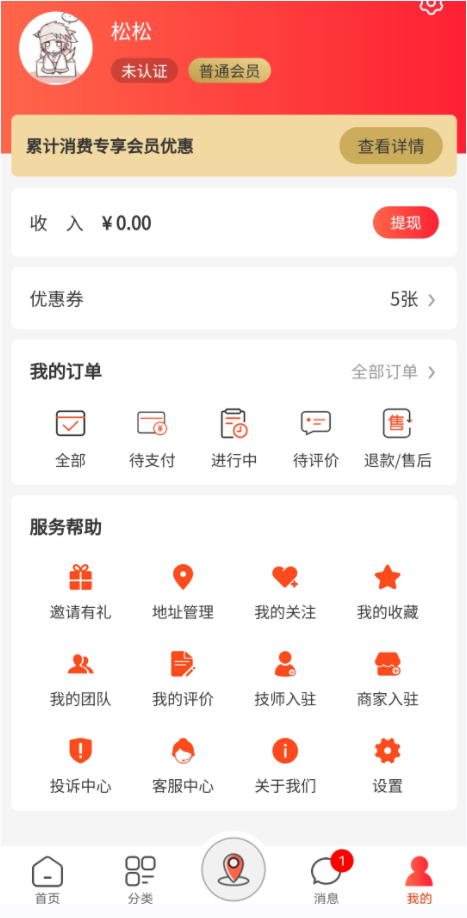 松松
未认证 普通会员
累计消费专享会员优惠 查看详情
收 入 ¥0.00 提现
优惠券 5张
我的订单 全部订单
售
全部 待支付 进行中 待评价 退款/售后
服务帮助
邀请有礼 地址管理 我的关注 我的收藏
我的团队 我的评价 技师入驻 商家入驻
投诉中心 客服中心 关于我们 设置
1
首页 分类 消息 我的